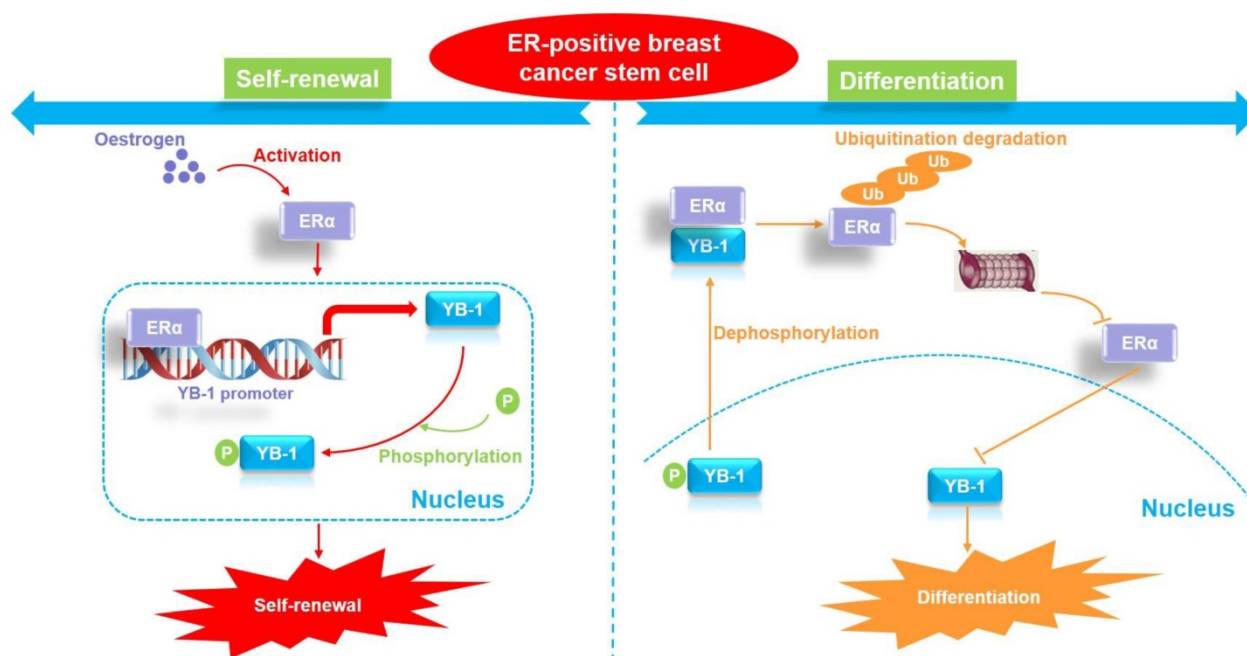 ER-positive breast
cancer stem cell
Self-renewal
Differentiation
Oestrogen
Activation
ERα
ERα
YB-1 promoter
YB-1
P
Phosphorylation
P
YB-1
Nucleus
Self-renewal
Ubiquitination degradation
Ub
Ub
Ub
ERα
YB-1
ERα
Dephosphorylation
ERα
P
YB-1
YB-1
Nucleus
Differentiation